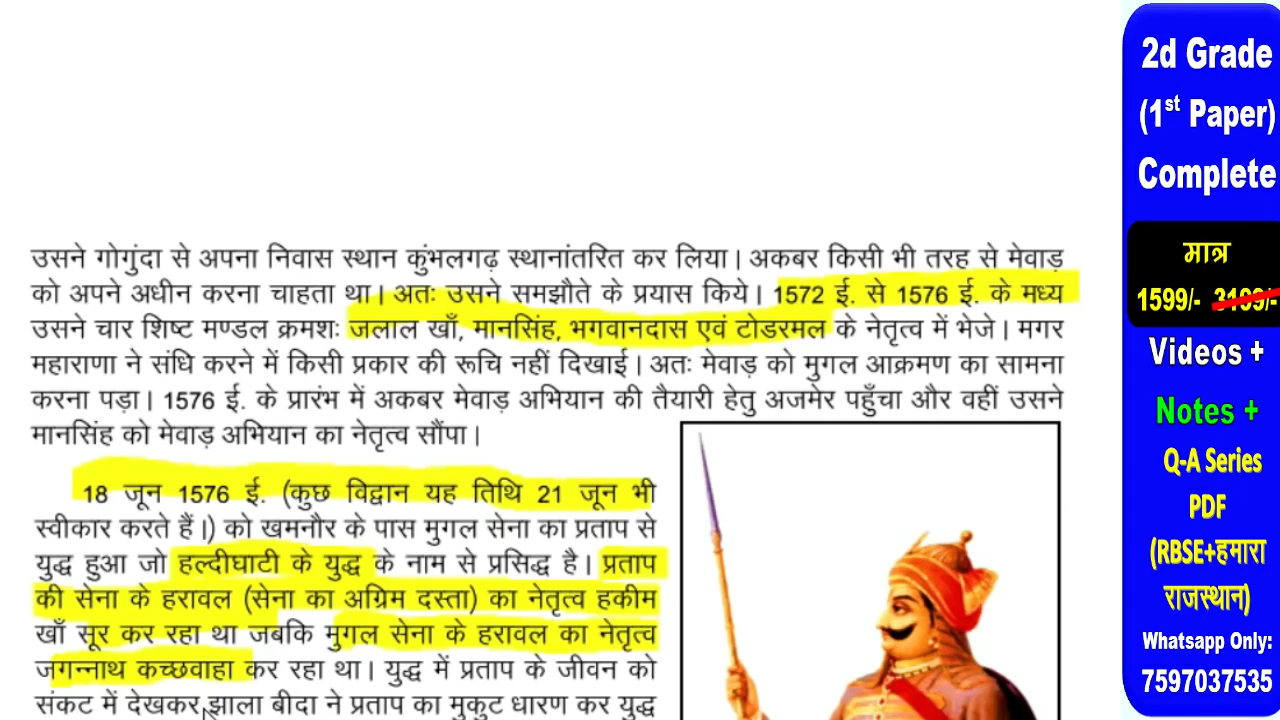 उसने गोगुंदा से अपना निवास स्थान कुंभलगढ़ स्थानांतरित कर लिया। अकबर किसी भी तरह से मेवाड़
को अपने अधीन करना चाहता था। अतः उसने समझौते के प्रयास किये। 1572 ई. से 1576 ई. के मध्य
उसने चार शिष्ट मण्डल क्रमशः जलाल खाँ, मानसिंह, भगवानदास एवं टोडरमल के नेतृत्व में भेजे। मगर
महाराणा ने संधि करने में किसी प्रकार की रूचि नहीं दिखाई। अतः मेवाड़ को मुगल आक्रमण का सामना
करना पड़ा। 1576 ई. के प्रारंभ में अकबर मेवाड़ अभियान की तैयारी हेतु अजमेर पहुँचा और वहीं उसने
मानसिंह को मेवाड़ अभियान का नेतृत्व सौंपा।
18 जून 1576 ई. (कुछ विद्वान यह तिथि 21 जून भी
स्वीकार करते हैं।) को खमनौर के पास मुगल सेना का प्रताप से
युद्ध हुआ जो हल्दीघाटी के युद्ध के नाम से प्रसिद्ध है। प्रताप
की सेना के हरावल (सेना का अग्रिम दस्ता) का नेतृत्व हकीम
खाँ सूर कर रहा था जबकि मुगल सेना के हरावल का नेतृत्व
जगन्नाथ कच्छवाहा कर रहा था। युद्ध में प्रताप के जीवन को
संकट में देखकर झाला बीदा ने प्रताप का मुकुट धारण कर युद्ध
2d Grade
(1st Paper)
Complete
मात्र
1599/- 3199/-
Videos +
Notes +
Q-A Series
PDF
(RBSE+हमारा
राजस्थान)
Whatsapp Only:
7597037535